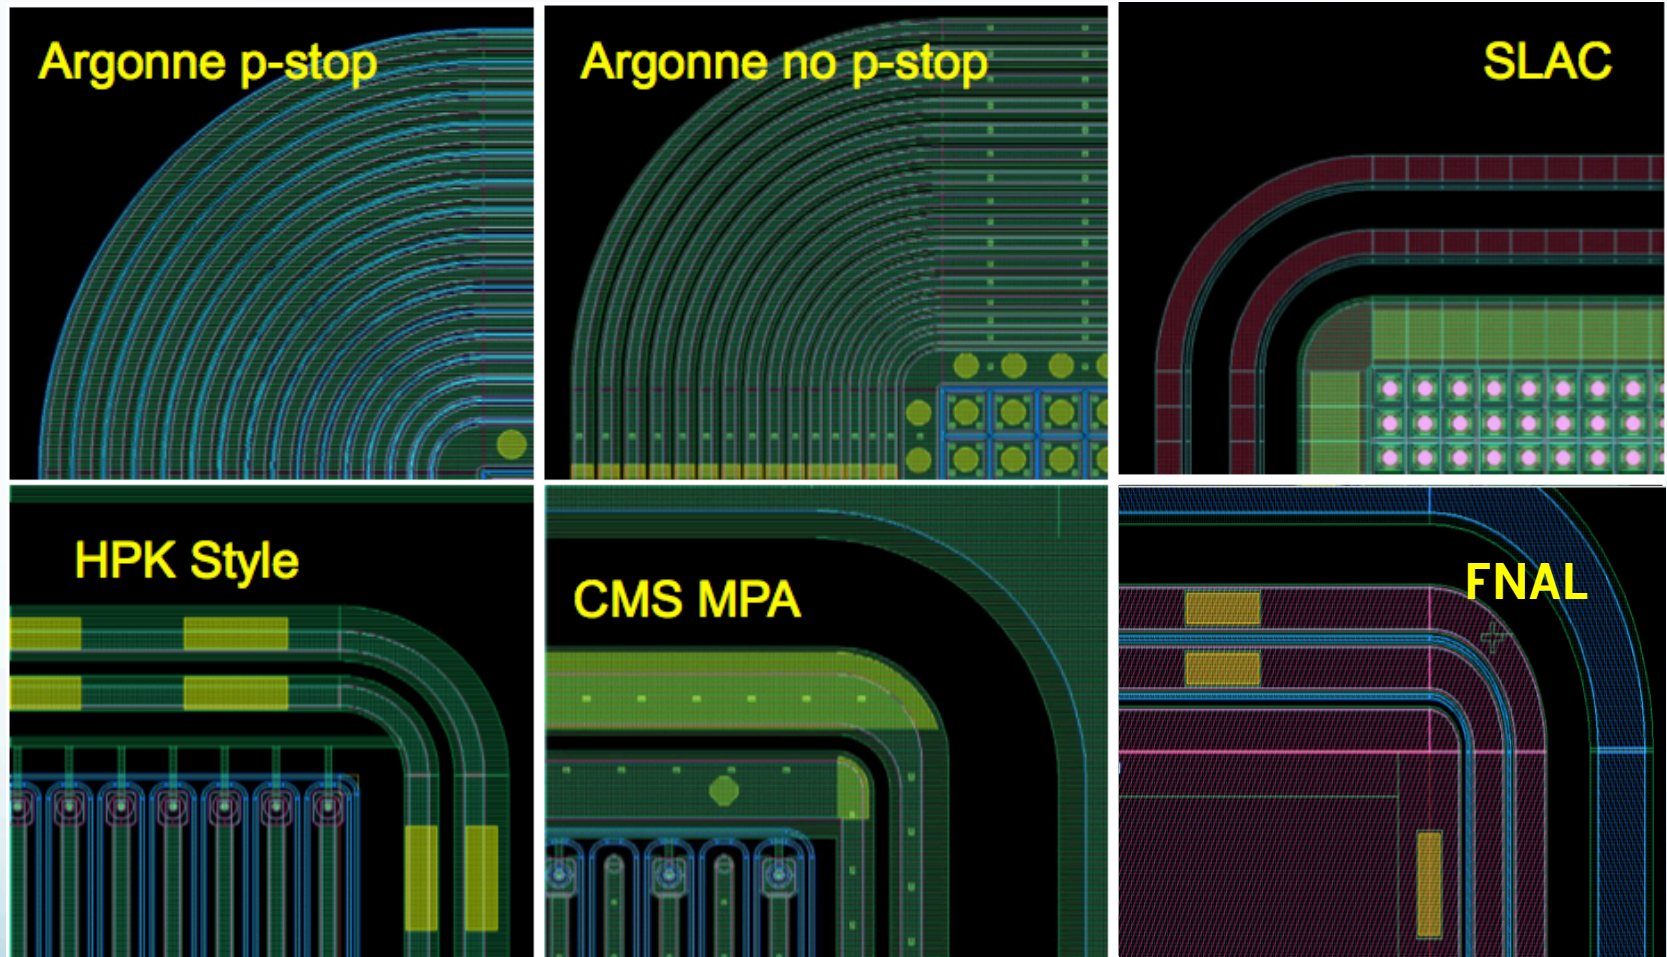 Argonne p-stop
Argonne no p-stop
SLAC
HPK Style
CMS MPA
FNAL